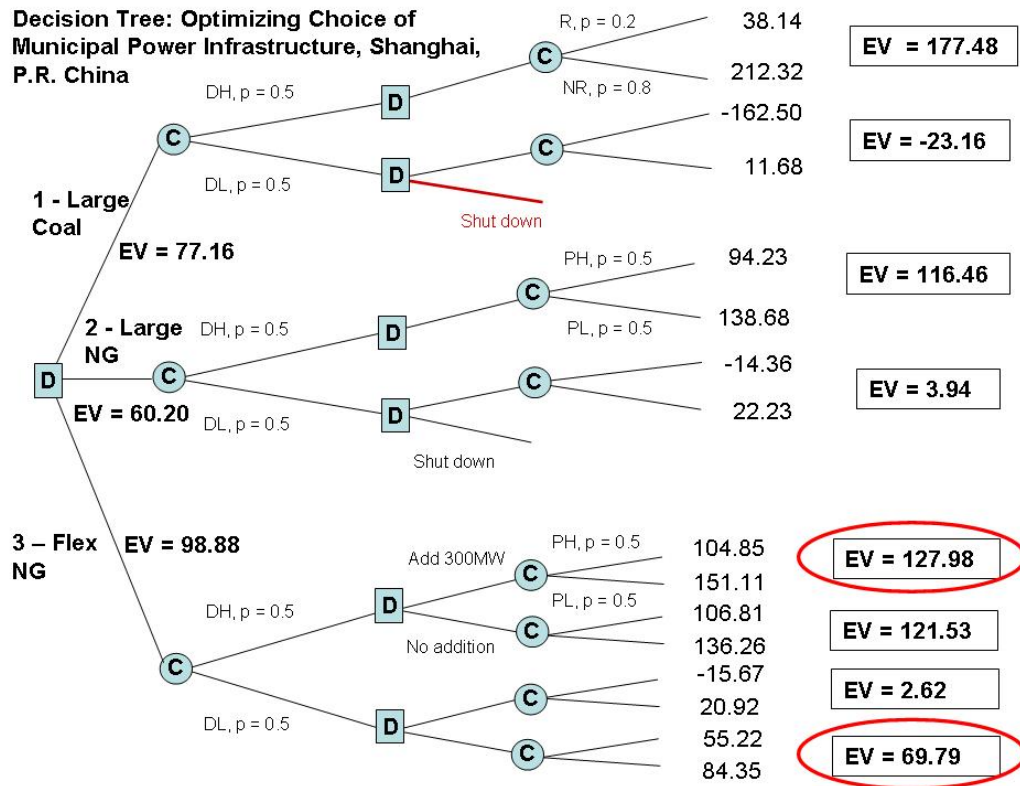 Decision Tree: Optimizing Choice of
Municipal Power Infrastructure, Shanghai,
P.R. China
R, p = 0.2
38.14
EV = 177.48
C
DH, p = 0.5
D
NR, p = 0.8
212.32
C
-162.50
C
EV = -23.16
DL, p = 0.5
D
11.68
1 - Large
Coal
Shut down
EV = 77.16
PH, p = 0.5
94.23
EV = 116.46
C
2 - Large
NG
DH, p = 0.5
D
PL, p = 0.5
138.68
D
C
-14.36
C
EV = 3.94
EV = 60.20
DL, p = 0.5
D
22.23
Shut down
3 – Flex
NG
EV = 98.88
Add 300MW
PH, p = 0.5
104.85
EV = 127.98
C
151.11
DH, p = 0.5
D
PL, p = 0.5
106.81
C
EV = 121.53
No addition
136.26
C
-15.67
C
EV = 2.62
20.92
DL, p = 0.5
D
55.22
C
EV = 69.79
84.35